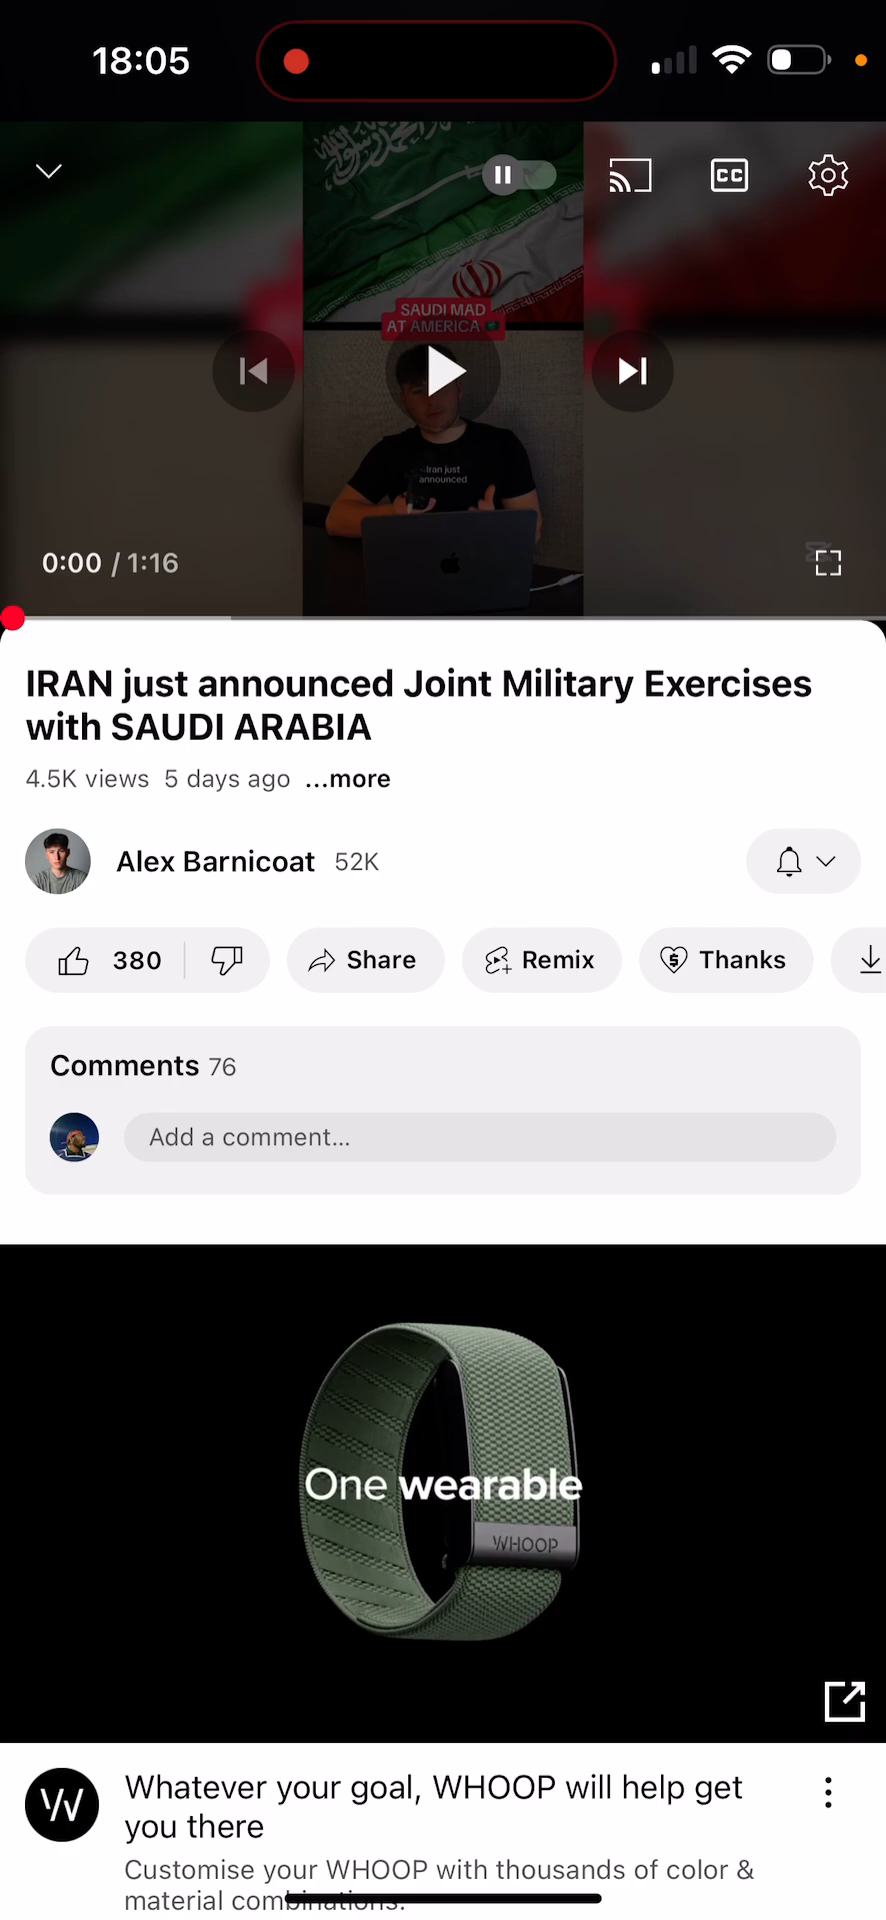 18:05
CC
SAUDI MAD
AT AMERICA
Iran just
announced
0:00 / 1:16
IRAN just announced Joint Military Exercises
with SAUDI ARABIA
4.5K views 5 days ago ...more
Alex Barnicoat 52K
380 Share Remix Thanks
Comments 76
Add a comment...
One wearable
WHOOP
Whatever your goal, WHOOP will help get
you there
Customise your WHOOP with thousands of color &
material combinations.